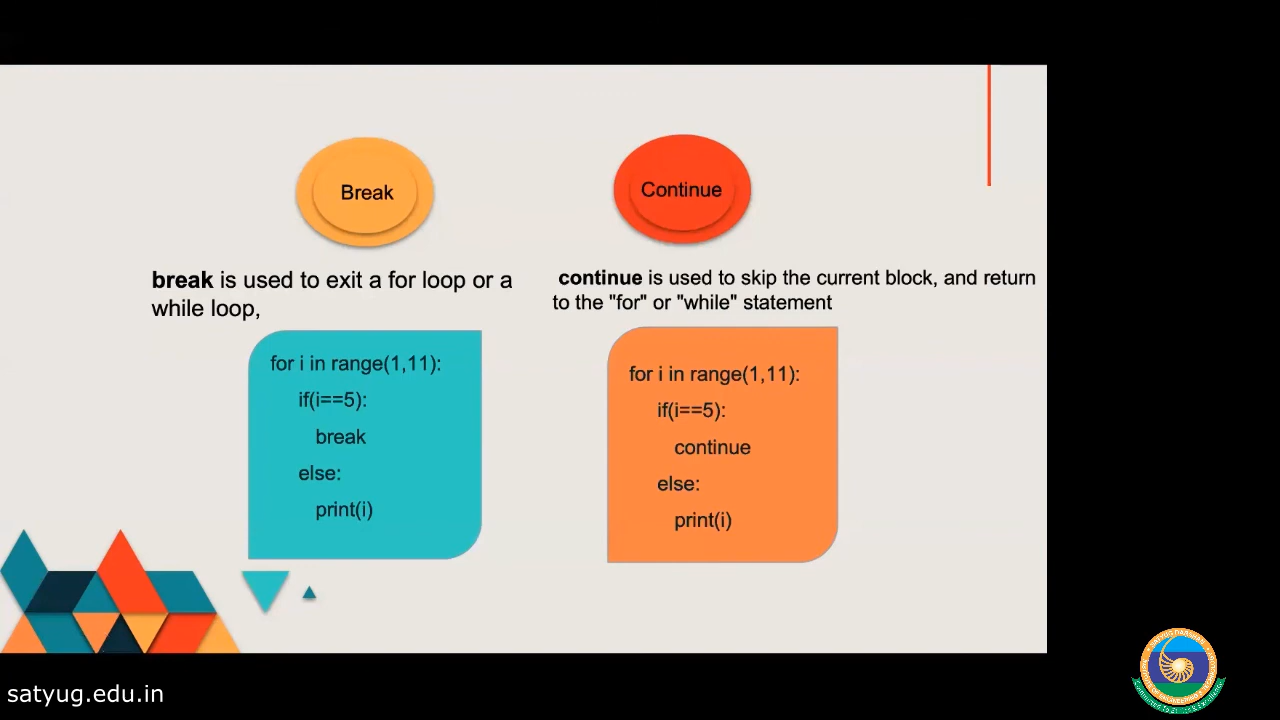 Break
Continue
break is used to exit a for loop or a
while loop,
continue is used to skip the current block, and return
to the "for" or "while" statement
for i in range(1,11):
if(i==5):
break
else:
print(i)
for i in range(1,11):
if(i==5):
continue
else:
print(i)
satyug.edu.in